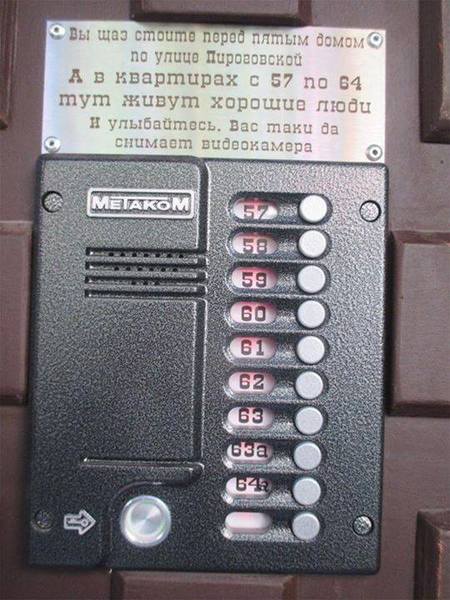 Вы щаз стоите перед пятым домом
по улице Пироговской
А в квартирах с 57 по 64
тут живут хорошие люди
И улыбайтесь. Вас таки да
снимает видеокамера
МЕТАКОМ
57
58
59
60
61
62
63
63а
64а